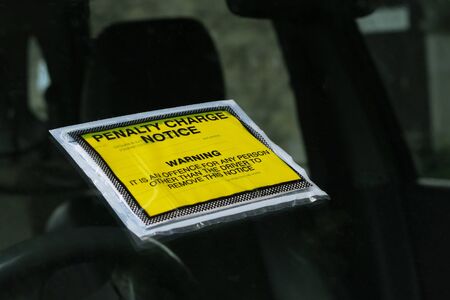 PENALTY CHARGE
NOTICE
WARNING
IT IS AN OFFENCE FOR ANY PERSON
OTHER THAN THE DRIVER TO
REMOVE THIS NOTICE